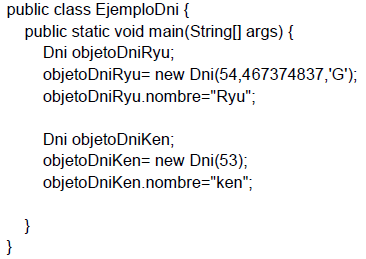 public class EjemploDni {
public static void main(String[] args) {
Dni objetoDniRyu;
objetoDniRyu= new Dni(54,467374837,'G');
objetoDniRyu.nombre="Ryu";
Dni objetoDniKen;
objetoDniKen= new Dni(53);
objetoDniKen.nombre="ken";
}
}